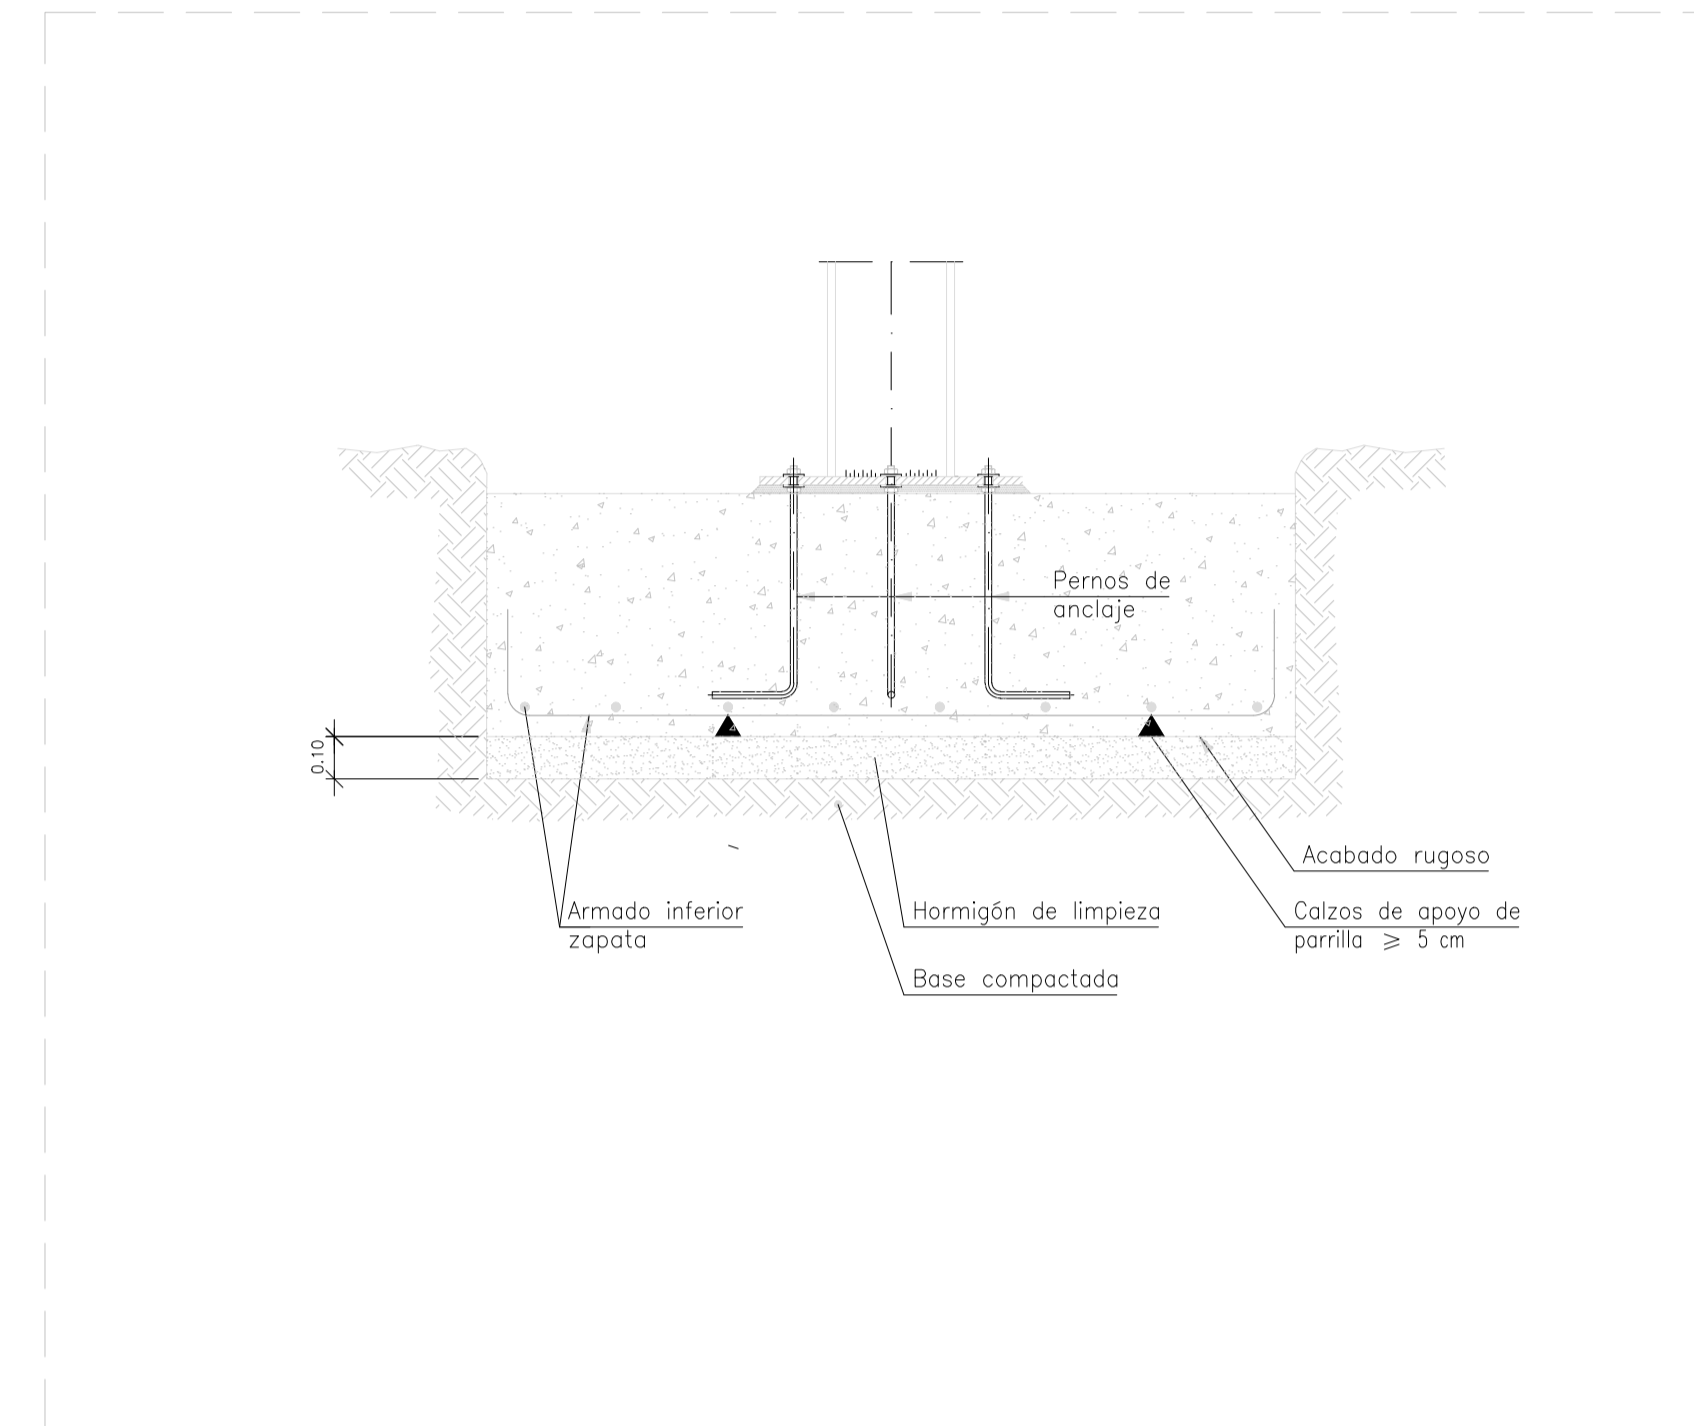 Pernos de
anclaje
0.10
Acabado rugoso
Armado inferior
zapata
Hormigón de limpieza
Calzos de apoyo de
parrilla ⩾ 5 cm
Base compactada